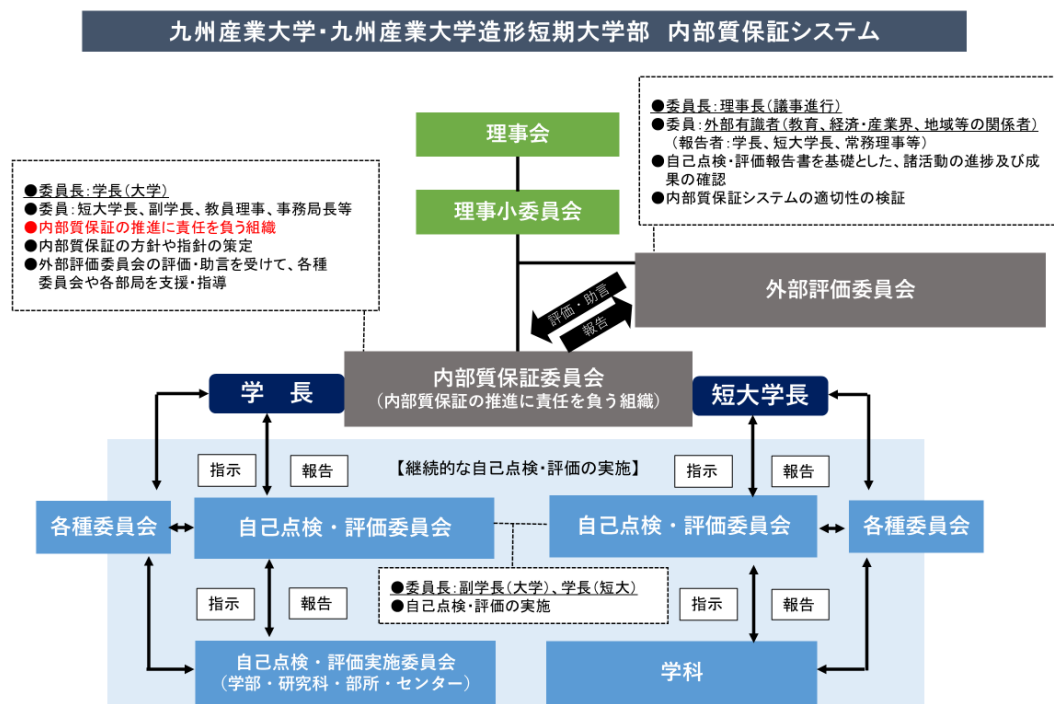 九州産業大学・九州産業大学造形短期大学部 内部質保証システム
理事会
理事小委員会
●委員長:理事長(議事進行)
●委員:外部有識者(教育、経済・産業界、地域等の関係者)
(報告者:学長、短大学長、常務理事等)
●自己点検・評価報告書を基礎とした、諸活動の進捗及び成
果の確認
●内部質保証システムの適切性の検証
●委員長:学長(大学)
●委員:短大学長、副学長、教員理事、事務局長等
●内部質保証の推進に責任を負う組織
●内部質保証の方針や指針の策定
●外部評価委員会の評価・助言を受けて、各種
委員会や各部局を支援・指導
外部評価委員会
評価・助言
報告
学 長
内部質保証委員会
(内部質保証の推進に責任を負う組織)
短大学長
指示
報告
【継続的な自己点検・評価の実施】
指示
報告
各種委員会
自己点検・評価委員会
自己点検・評価委員会
各種委員会
●委員長:副学長(大学)、学長(短大)
●自己点検・評価の実施
指示
報告
指示
報告
自己点検・評価実施委員会
(学部・研究科・部所・センター)
学科